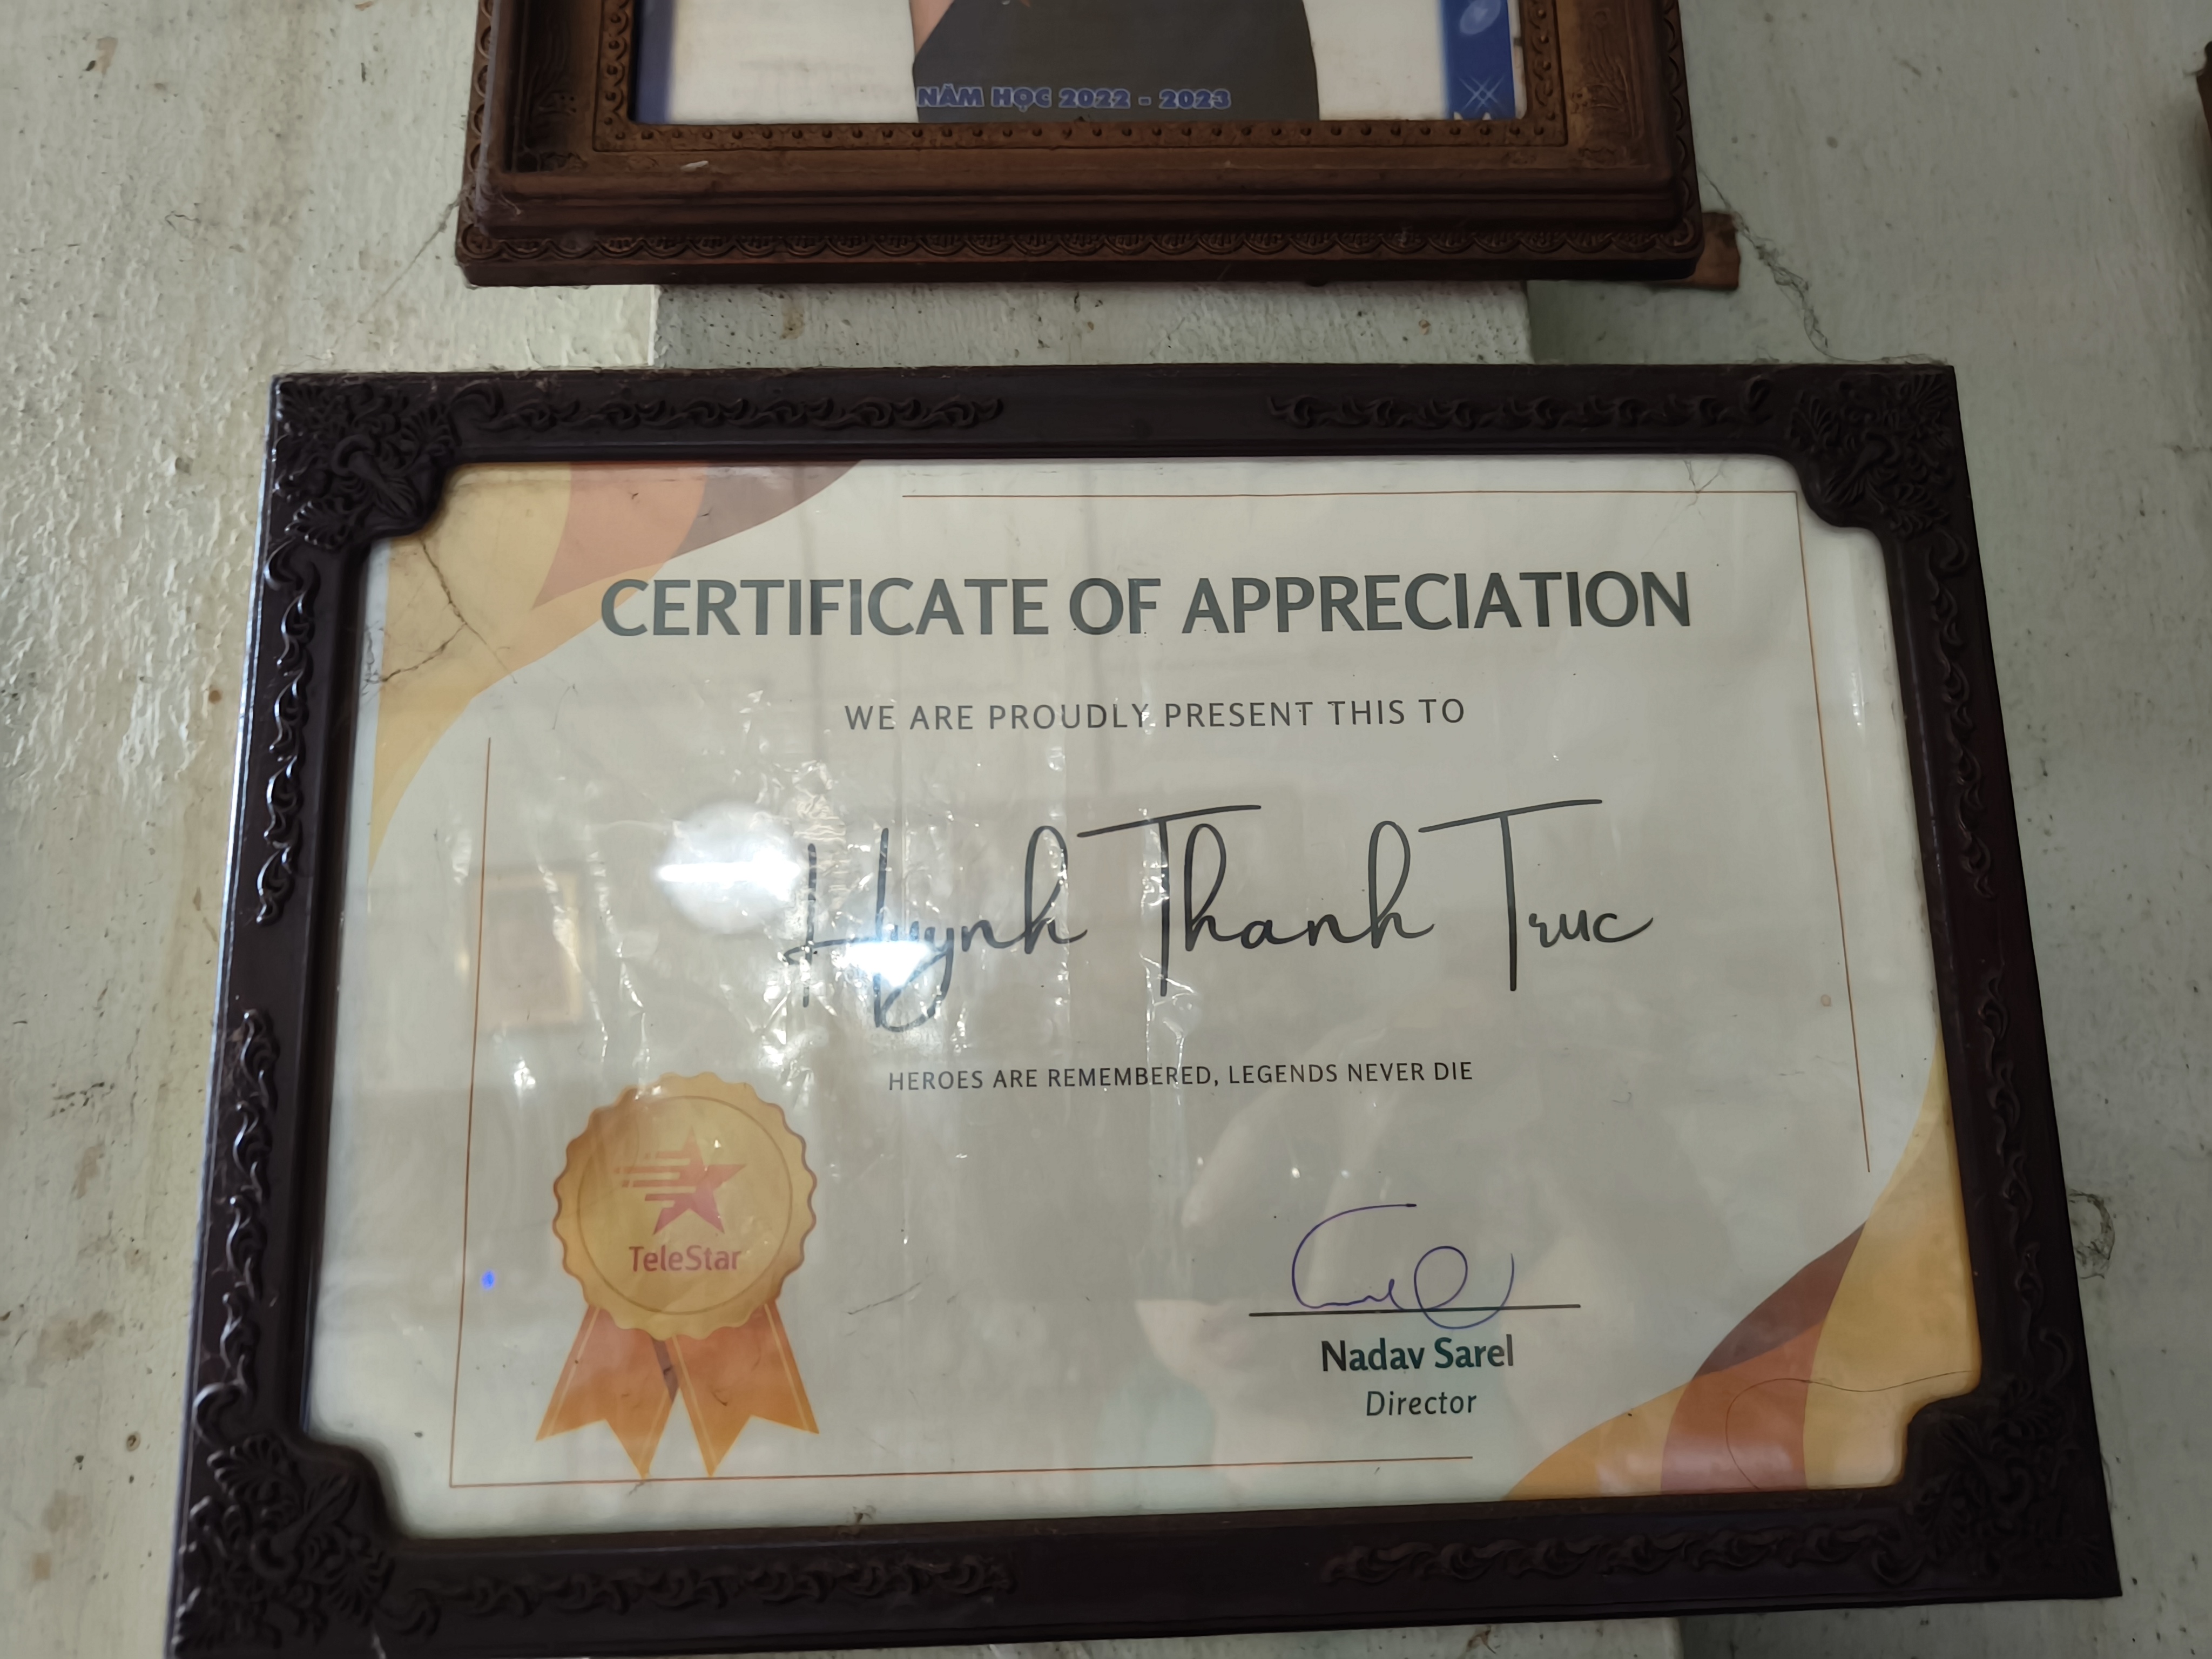 NĂM HỌC 2022 - 2023
CERTIFICATE OF APPRECIATION
WE ARE PROUDLY PRESENT THIS TO
Huynh Thanh Truc
HEROES ARE REMEMBERED, LEGENDS NEVER DIE
TeleStar
Nadav Sarel
Director